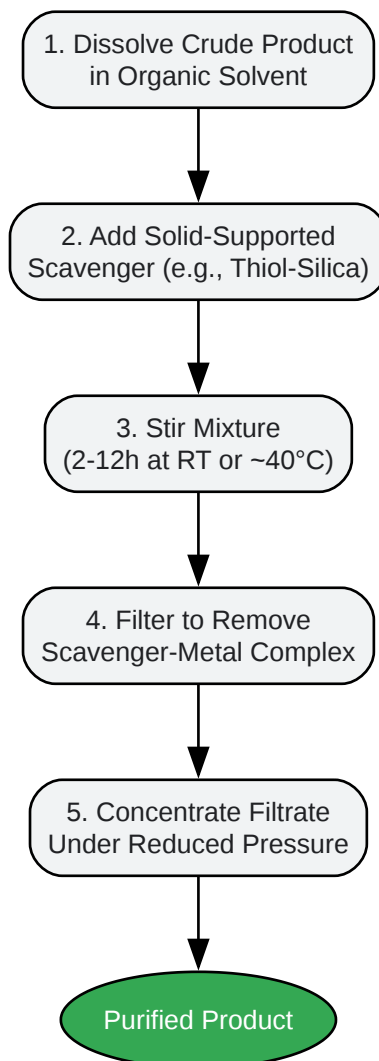 1. Dissolve Crude Product
in Organic Solvent
2. Add Solid-Supported
Scavenger (e.g., Thiol-Silica)
3. Stir Mixture
(2-12h at RT or ~40°C)
4. Filter to Remove
Scavenger-Metal Complex
5. Concentrate Filtrate
Under Reduced Pressure
Purified Product